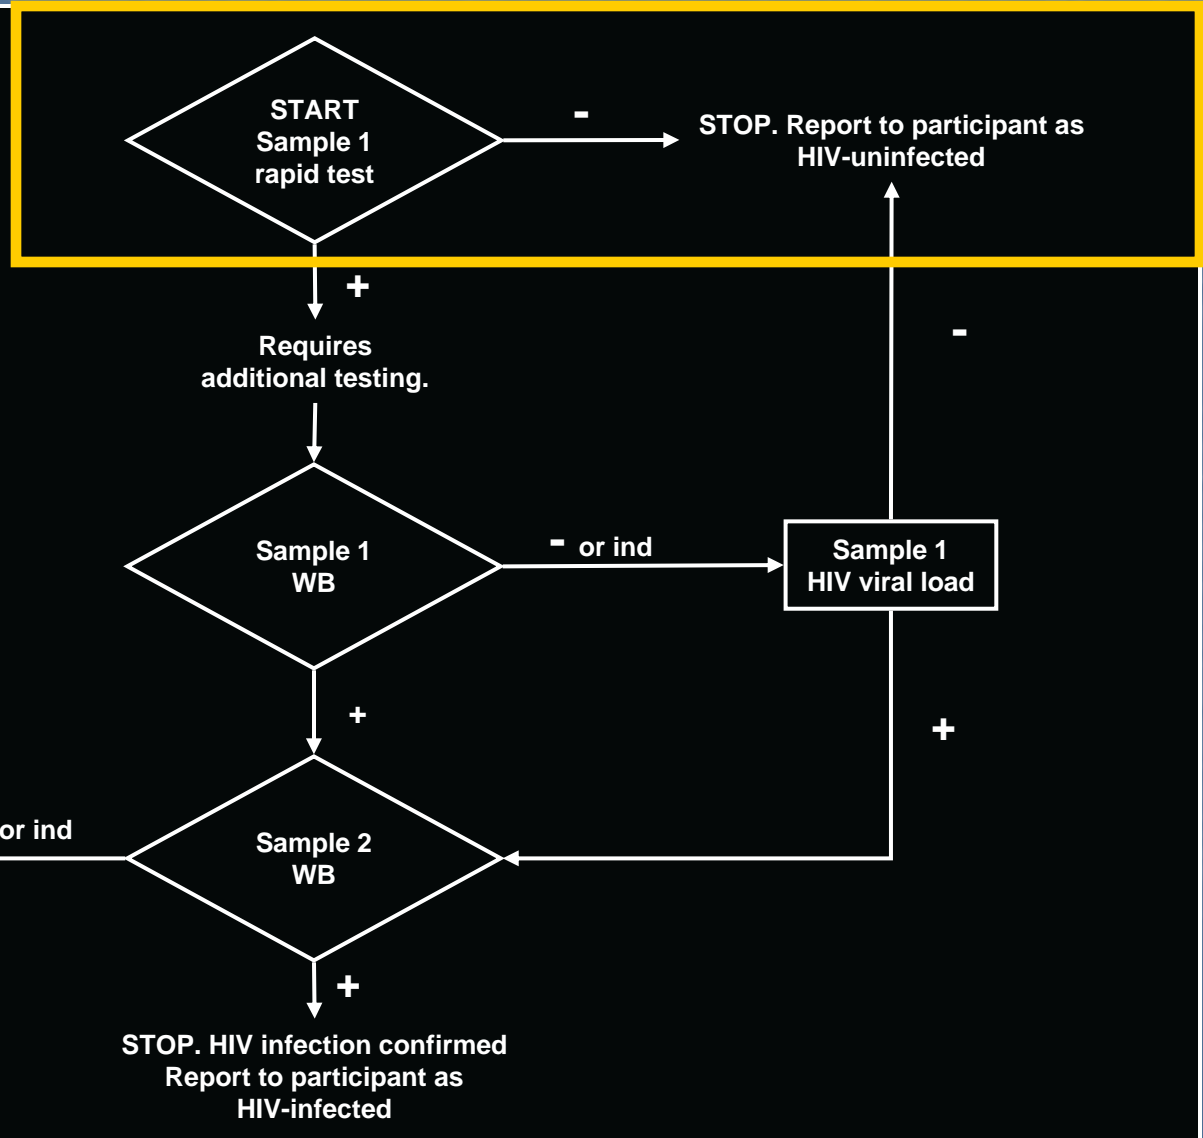 START
Sample 1
rapid test
-
STOP. Report to participant as
HIV-uninfected
+
Requires
additional testing.
-
Sample 1
WB
- or ind
Sample 1
HIV viral load
+
+
or ind
Sample 2
WB
+
STOP. HIV infection confirmed
Report to participant as
HIV-infected